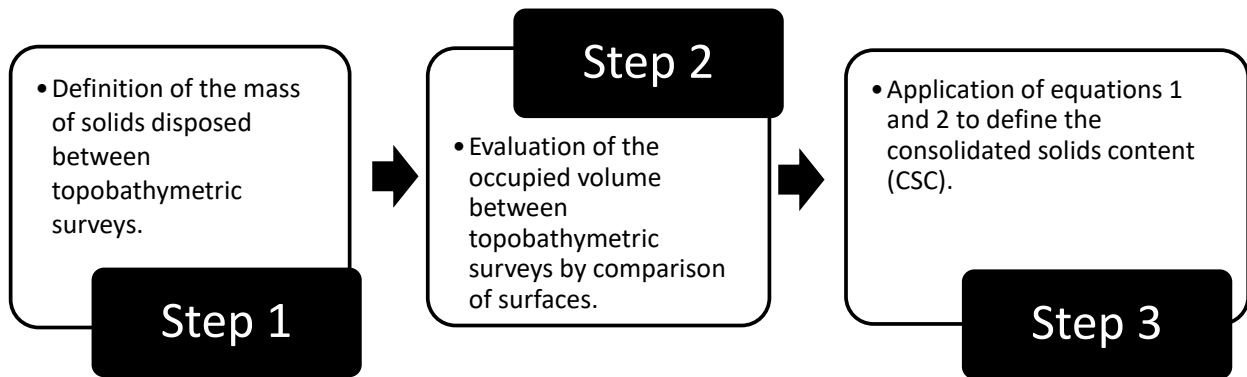 • Definition of the mass
of solids disposed
between
topobathymetric
surveys.
Step 1
Step 2
• Evaluation of the
occupied volume
between
topobathymetric
surveys by comparison
of surfaces.
• Application of equations 1
and 2 to define the
consolidated solids content
(CSC).
Step 3